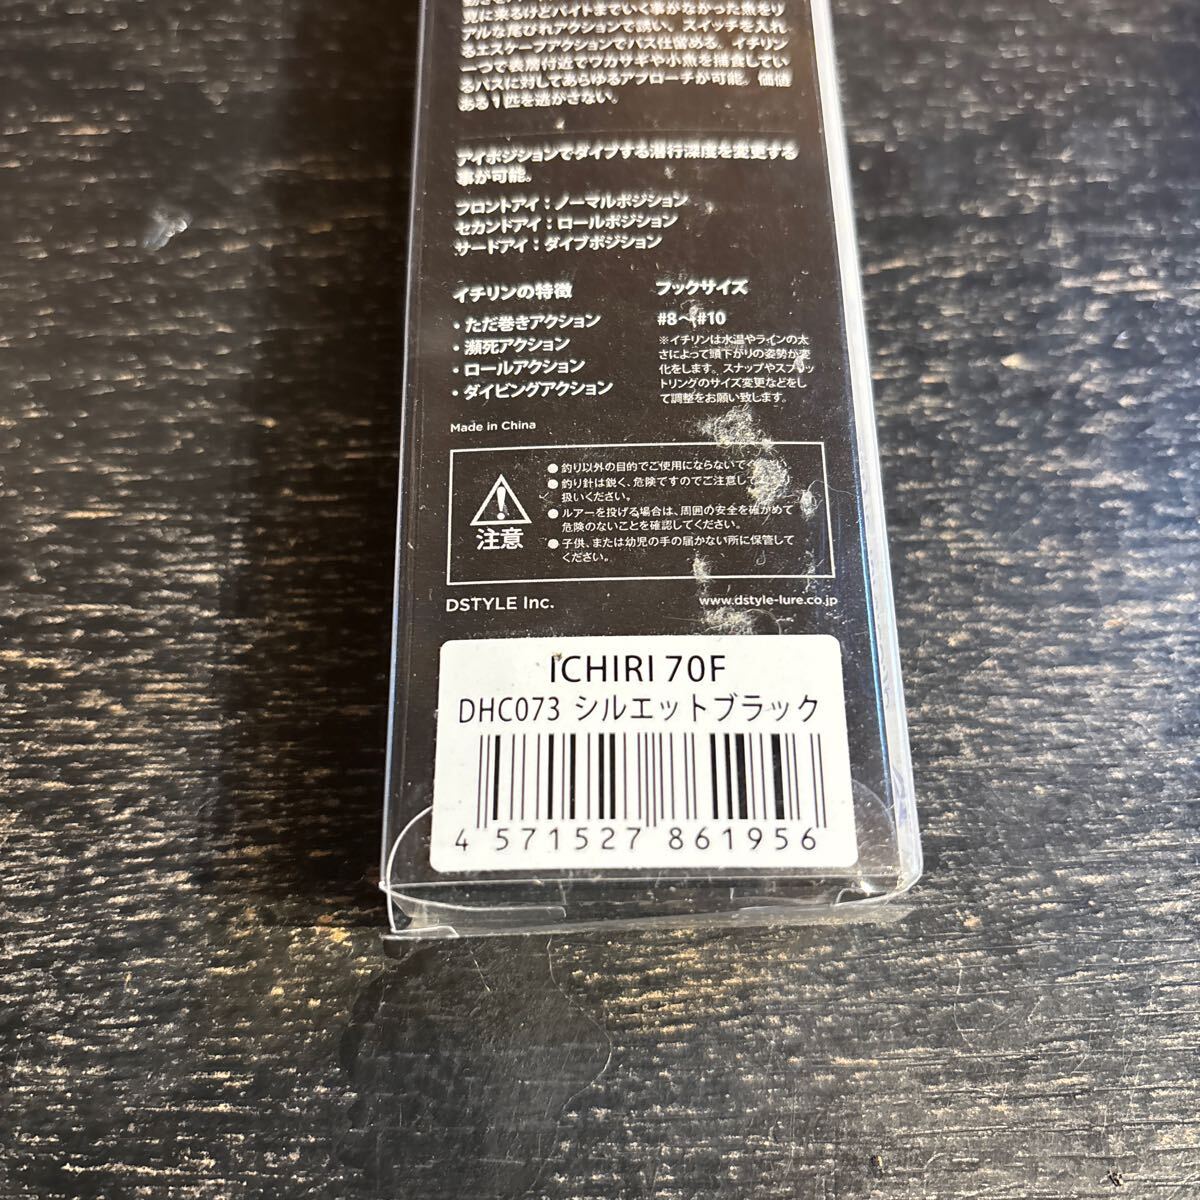 見に来るけどバイトまでいく事がなかった魚をリ
アルな尾びれアクションで誘い、スイッチを入れ
るエスケープアクションでバス仕留める。イチリン
一つで表層付近でワカサギや小魚を捕食してい
るバスに対してあらゆるアプローチが可能。価値
ある1匹を逃がさない。
アイポジションでダイブする潜行深度を変更する
事が可能。
フロントアイ：ノーマルポジション
セカンドアイ：ロールポジション
サードアイ：ダイブポジション
イチリンの特徴
・ただ巻きアクション
・瀕死アクション
・ロールアクション
・ダイビングアクション
フックサイズ
#8〜#10
※イチリンは水温やラインの太
さによって頭下がりの姿勢が変
化をします。スナップやスプリッ
トリングのサイズ変更などをし
て調整をお願い致します。
Made in China
注意
●釣り以外の目的でご使用にならないでく
●釣り針は鋭く、危険ですのでご注意して
扱いください。
●ルアーを投げる場合は、周囲の安全を確かめて
危険のないことを確認してください。
●子供、または幼児の手の届かない所に保管して
ください。
DSTYLE Inc.
www.dstyle-lure.co.jp
ICHIRI 70F
DHC073 シルエットブラック
4 571527 861956